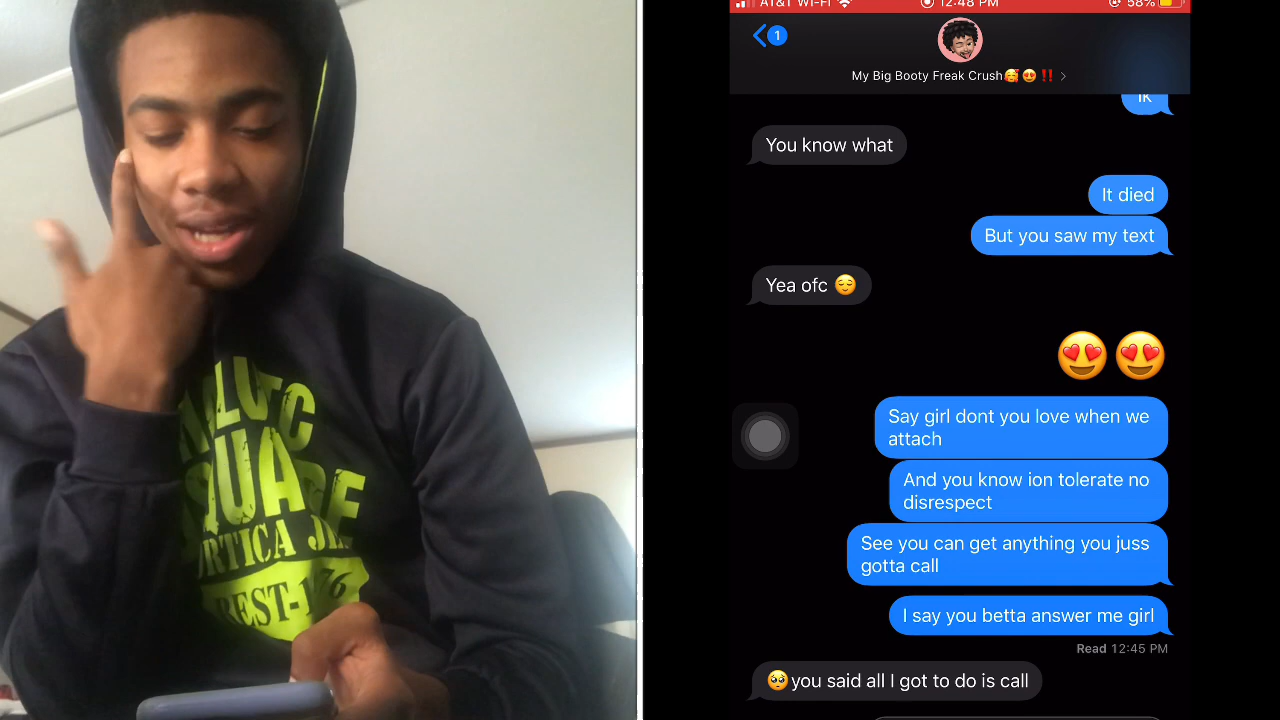 AT&T Wi-Fi 12:48 PM 58%
1
My Big Booty Freak Crush🥰😍‼️ >
Ik
You know what
It died
But you saw my text
Yea ofc 😌
😍😍
Say girl dont you love when we
attach
And you know ion tolerate no
disrespect
See you can get anything you juss
gotta call
I say you betta answer me girl
Read 12:45 PM
🥺you said all I got to do is call
SQUARE